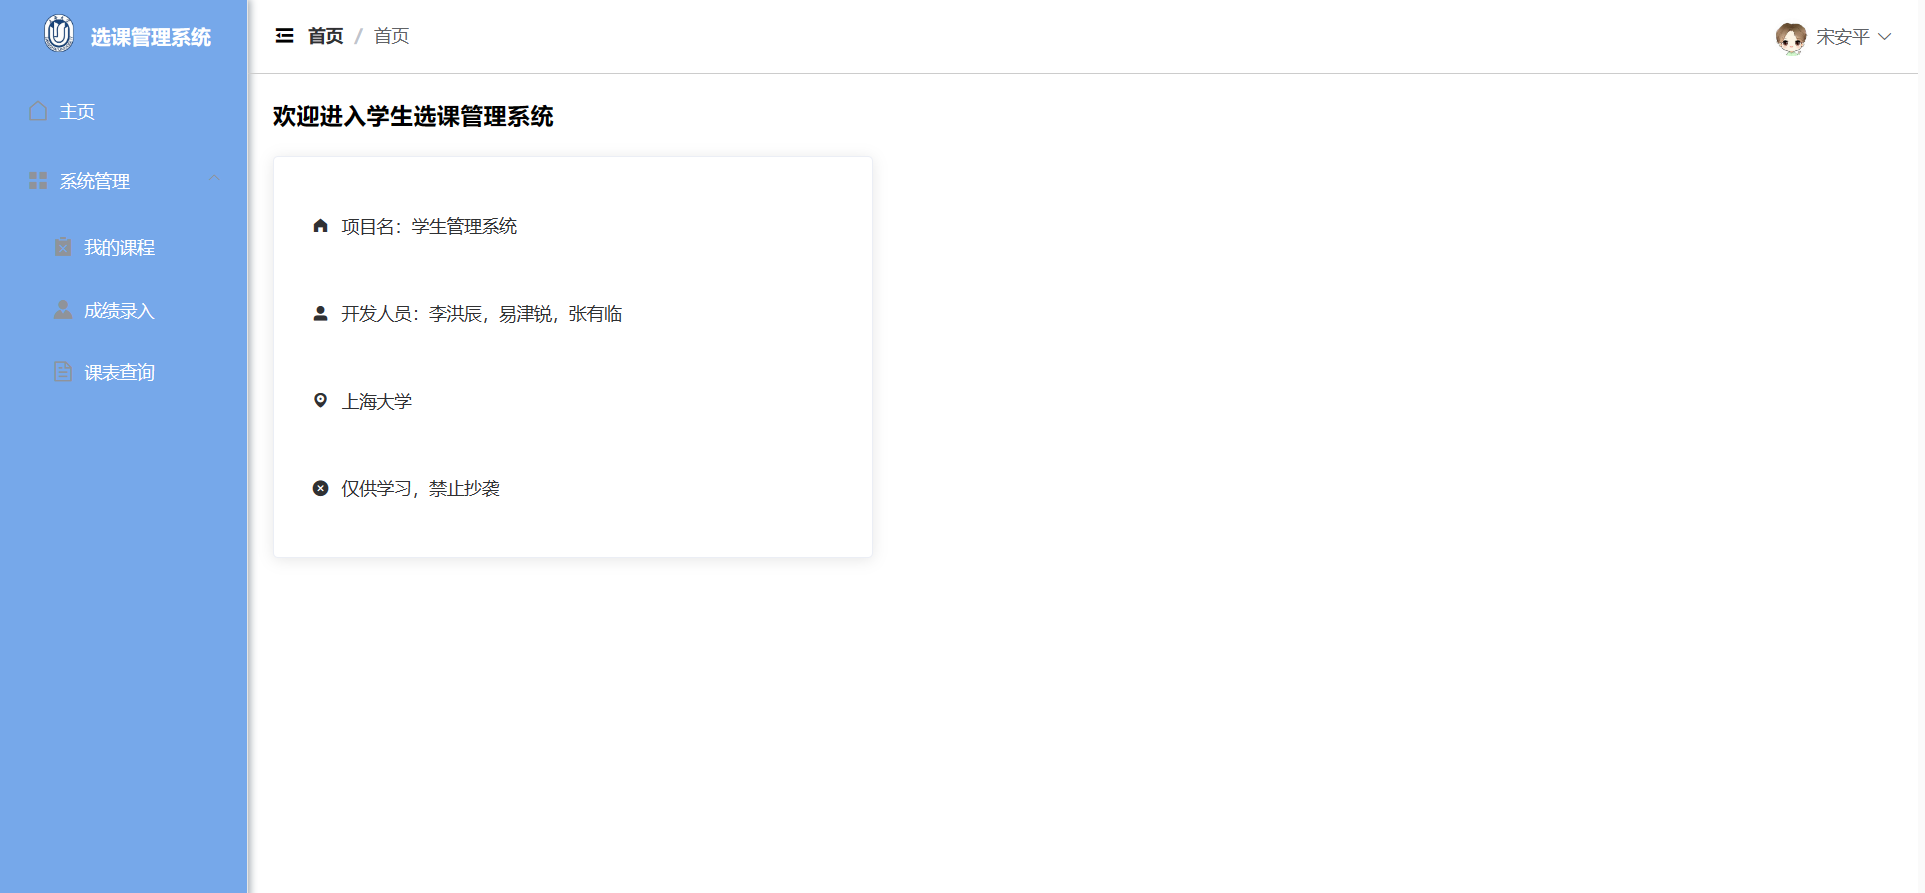 选课管理系统
主页
系统管理
我的课程
成绩录入
课表查询
首页 / 首页
宋安平
欢迎进入学生选课管理系统
项目名：学生管理系统
开发人员：李洪辰，易津锐，张有临
上海大学
仅供学习，禁止抄袭